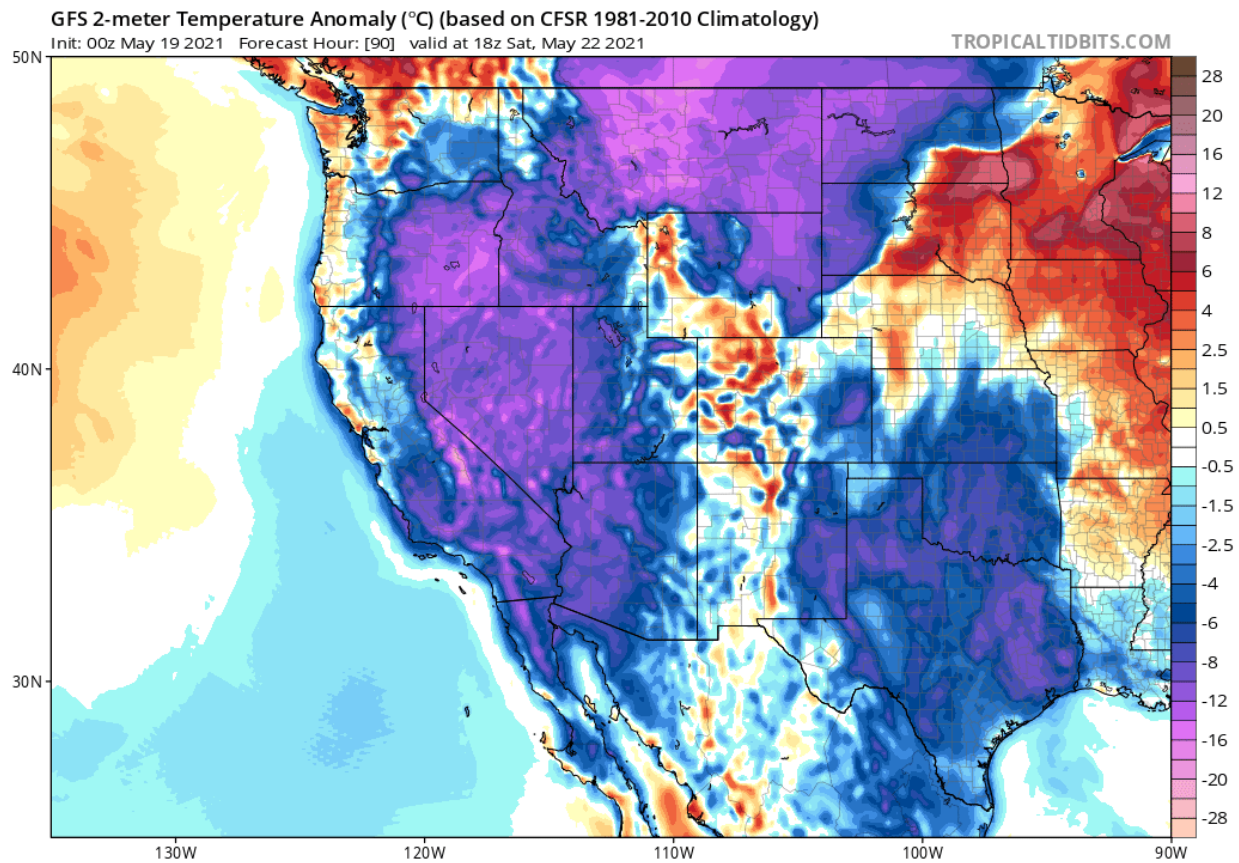 GFS 2-meter Temperature Anomaly (°C) (based on CFSR 1981-2010 Climatology)
Init: 00z May 19 2021 Forecast Hour: [90] valid at 18z Sat, May 22 2021
TROPICALTIDBITS.COM
50N
40N
30N
130W
120W
110W
100W
90W
28
20
16
12
8
6
4
2.5
1.5
0.5
-0.5
-1.5
-2.5
-4
-6
-8
-12
-16
-20
-28